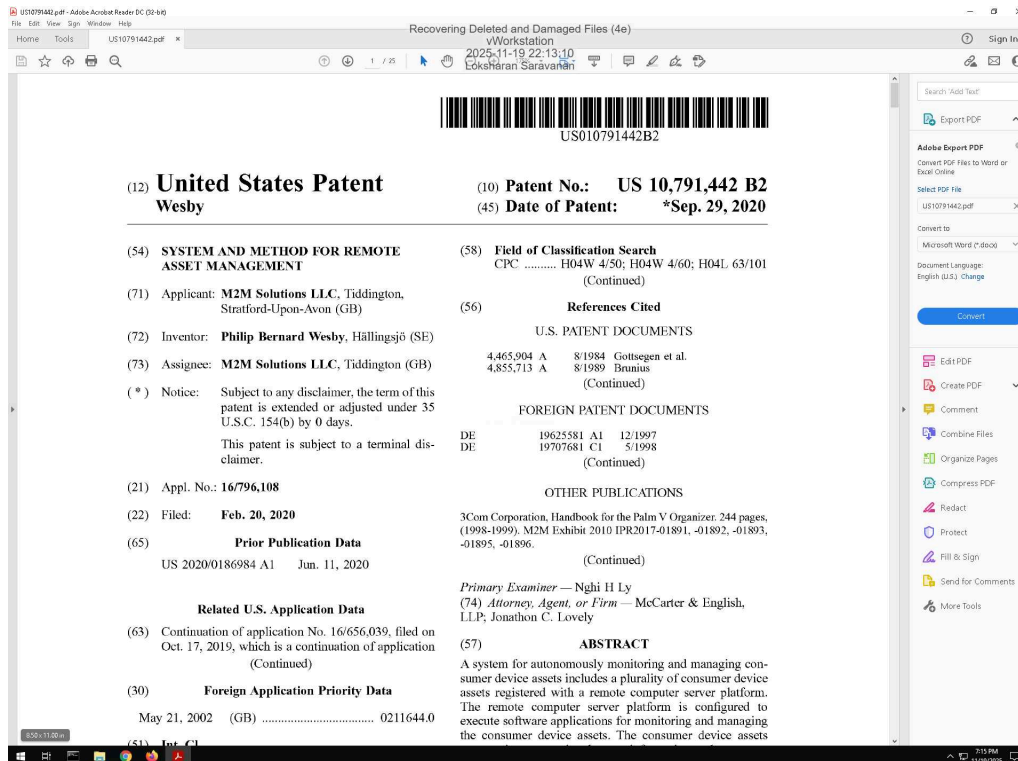 US10791442.pdf - Adobe Acrobat Reader DC (32-bit)
File Edit View Sign Window Help
Recovering Deleted and Damaged Files (4e)
vWorkstation
2025-11-19 22:13:10
Loksharan Saravanan
Home Tools US10791442.pdf ×
Sign In
1 / 25
US010791442B2
(12) United States Patent
Wesby
(10) Patent No.: US 10,791,442 B2
(45) Date of Patent: *Sep. 29, 2020
(54) SYSTEM AND METHOD FOR REMOTE
ASSET MANAGEMENT
(71) Applicant: M2M Solutions LLC, Tiddington,
Stratford-Upon-Avon (GB)
(72) Inventor: Philip Bernard Wesby, Hällingsjö (SE)
(73) Assignee: M2M Solutions LLC, Tiddington (GB)
( * ) Notice: Subject to any disclaimer, the term of this
patent is extended or adjusted under 35
U.S.C. 154(b) by 0 days.
This patent is subject to a terminal dis-
claimer.
(21) Appl. No.: 16/796,108
(22) Filed: Feb. 20, 2020
(65) Prior Publication Data
US 2020/0186984 A1 Jun. 11, 2020
Related U.S. Application Data
(63) Continuation of application No. 16/656,039, filed on
Oct. 17, 2019, which is a continuation of application
(Continued)
(30) Foreign Application Priority Data
May 21, 2002 (GB) .................................. 0211644.0
(51) Int. Cl.
(58) Field of Classification Search
CPC .......... H04W 4/50; H04W 4/60; H04L 63/101
(Continued)
(56) References Cited
U.S. PATENT DOCUMENTS
4,465,904 A 8/1984 Gottsegen et al.
4,855,713 A 8/1989 Brunius
(Continued)
FOREIGN PATENT DOCUMENTS
DE 19625581 A1 12/1997
DE 19707681 C1 5/1998
(Continued)
OTHER PUBLICATIONS
3Com Corporation, Handbook for the Palm V Organizer. 244 pages,
(1998-1999). M2M Exhibit 2010 IPR2017-01891, -01892, -01893,
-01895, -01896.
(Continued)
Primary Examiner — Nghi H Ly
(74) Attorney, Agent, or Firm — McCarter & English,
LLP; Jonathon C. Lovely
(57) ABSTRACT
A system for autonomously monitoring and managing con-
sumer device assets includes a plurality of consumer device
assets registered with a remote computer server platform.
The remote computer server platform is configured to
execute software applications for monitoring and managing
the consumer device assets. The consumer device assets
Search 'Add Text'
Export PDF
Adobe Export PDF
Convert PDF Files to Word or
Excel Online
Select PDF File
US10791442.pdf ×
Convert to
Microsoft Word (*.docx)
Document Language:
English (U.S.) Change
Convert
Edit PDF
Create PDF
Comment
Combine Files
Organize Pages
Compress PDF
Redact
Protect
Fill & Sign
Send for Comments
More Tools
8.50 x 11.00 in
7:15 PM
11/19/2025